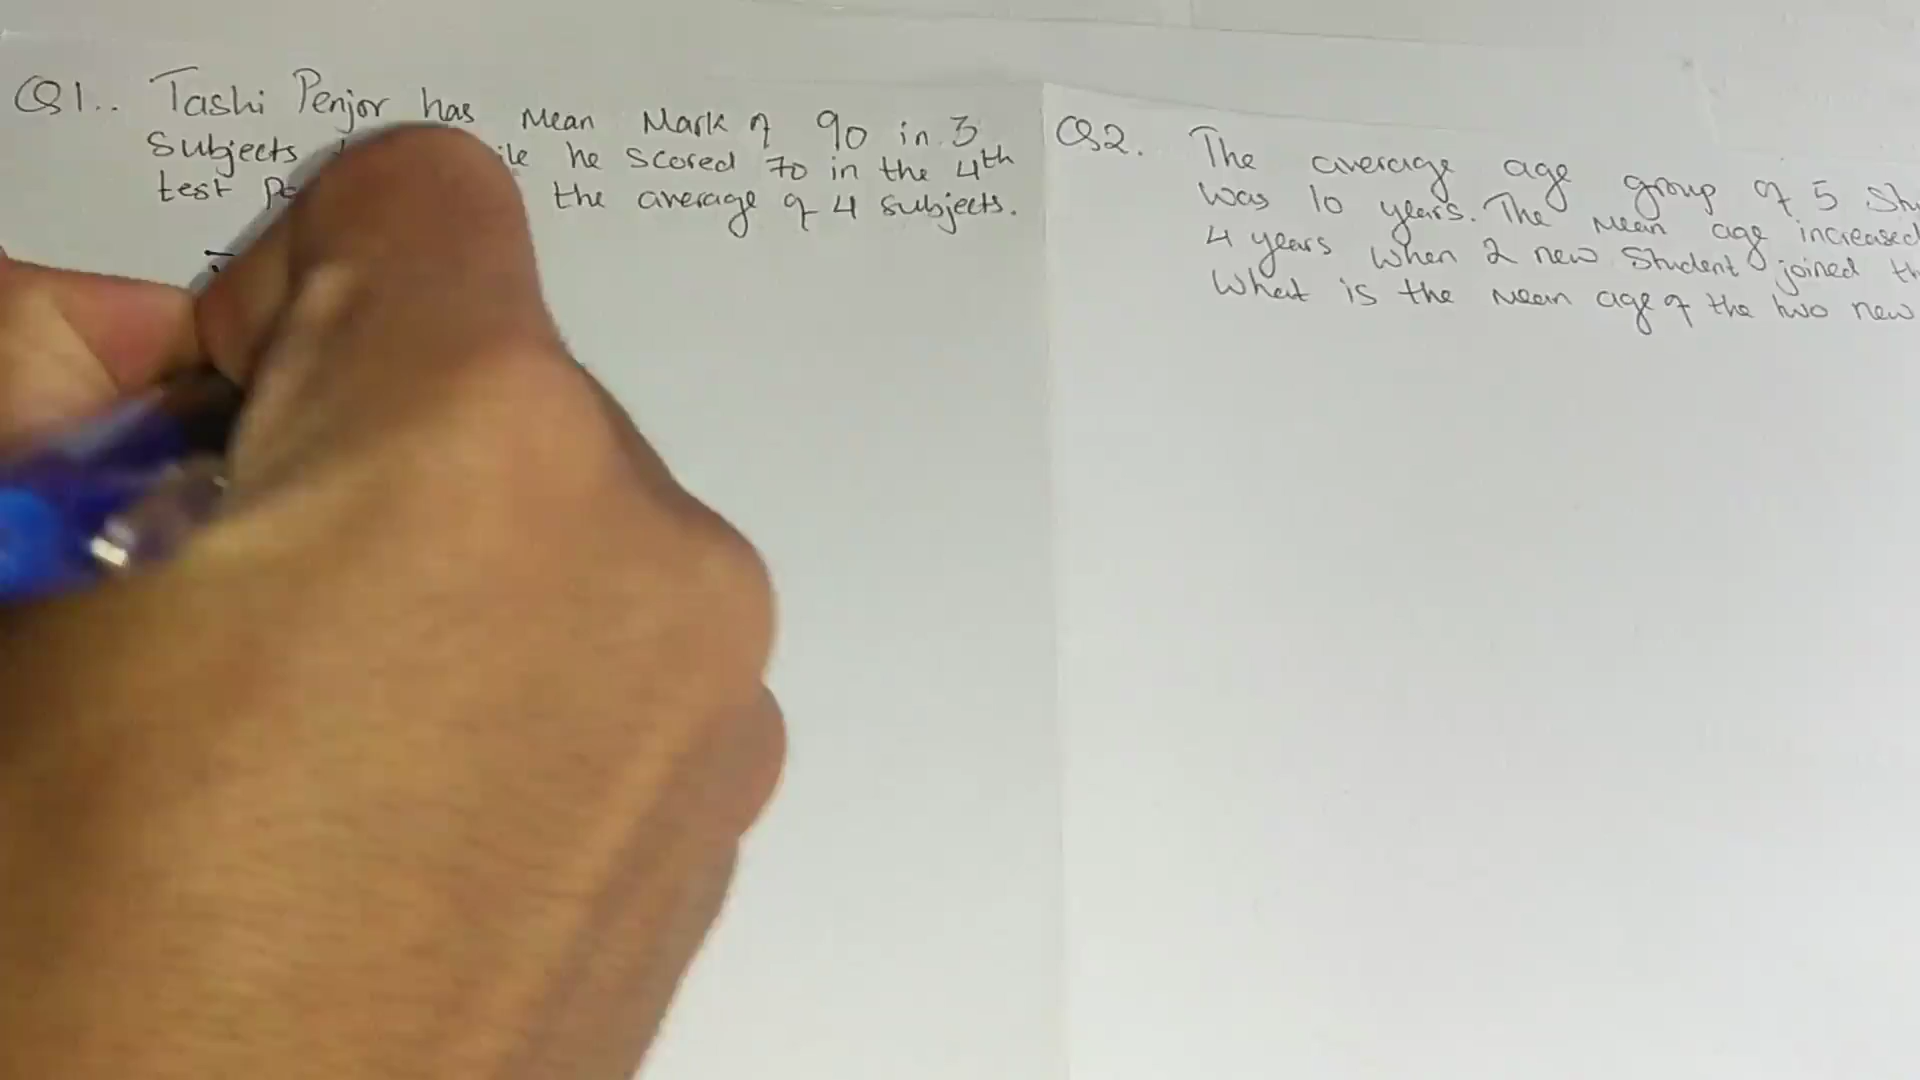 Q1.. Tashi Penjor has Mean Mark of 90 in 3
Subjects he scored 70 in the 4th
test the average of 4 subjects.
Q2. The average age group of 5
was 10 years. The Mean age increased
4 years when 2 new Student joined
What is the Mean age of the two new